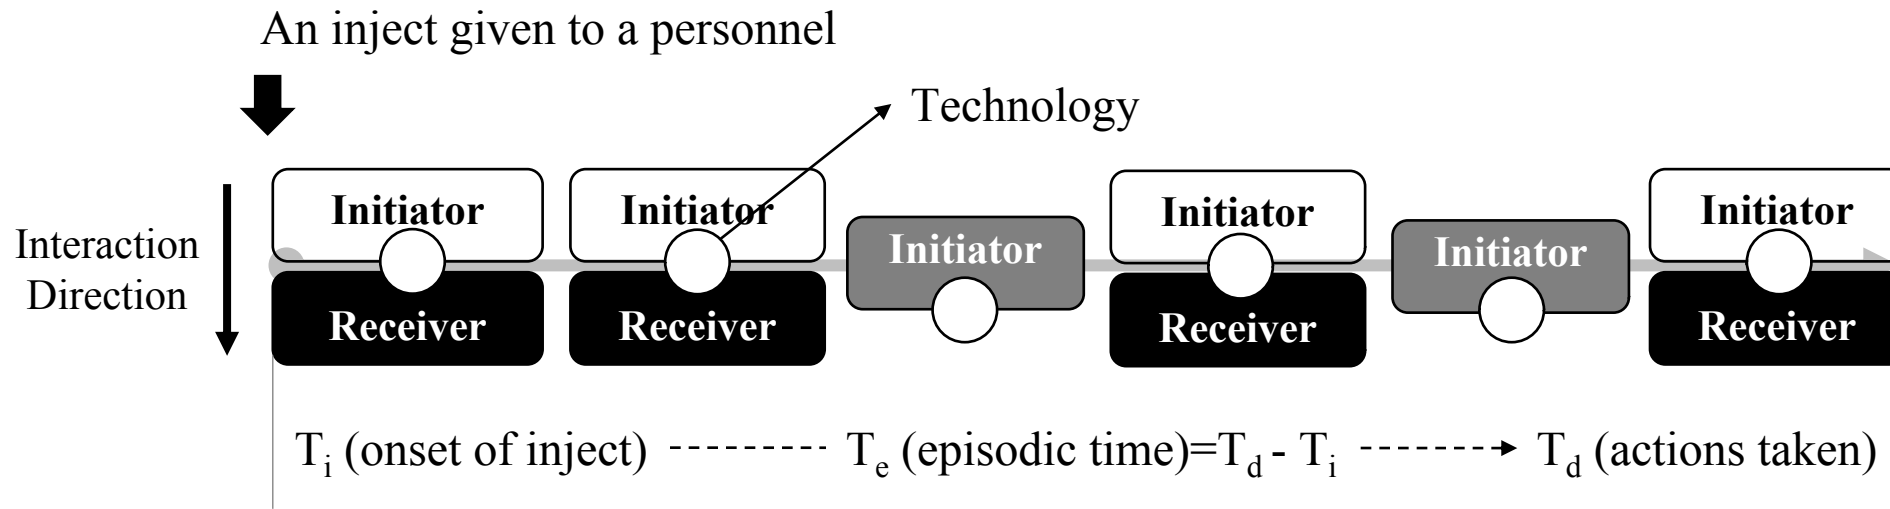 An inject given to a personnel
Technology
Initiator Initiator Initiator Initiator Initiator Initiator
Interaction
Direction
Receiver Receiver Receiver Receiver
Ti (onset of inject) Te (episodic time)=Td - Ti Td (actions taken)